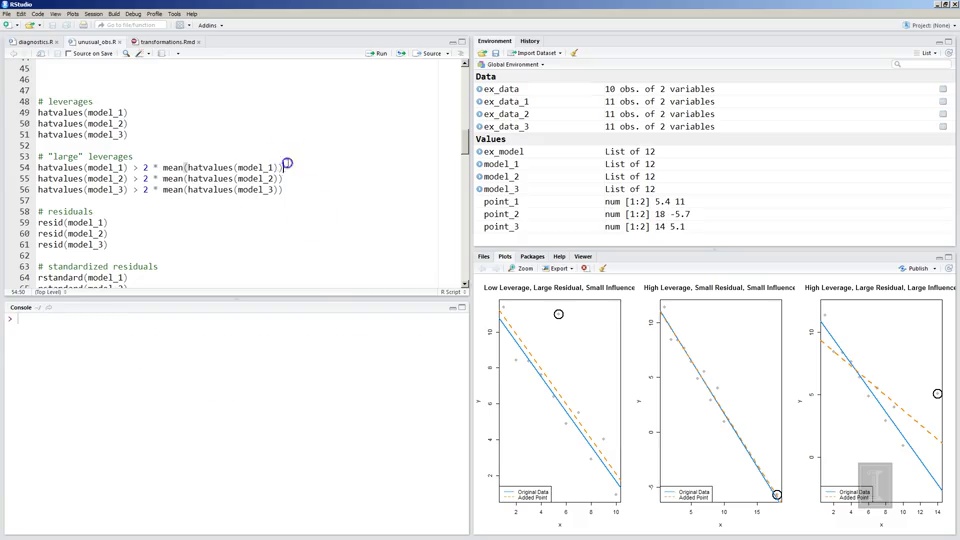 RStudio
File Edit Code View Plots Session Build Debug Profile Tools Help
Go to file/function
Addins
Project: (None)
diagnostics.R
unusual_obs.R
transformations.Rmd
Source on Save
Run
Source
45
46
47
48 # leverages
49 hatvalues(model_1)
50 hatvalues(model_2)
51 hatvalues(model_3)
52
53 # "large" leverages
54 hatvalues(model_1) > 2 * mean(hatvalues(model_1))
55 hatvalues(model_2) > 2 * mean(hatvalues(model_2))
56 hatvalues(model_3) > 2 * mean(hatvalues(model_3))
57
58 # residuals
59 resid(model_1)
60 resid(model_2)
61 resid(model_3)
62
63 # standardized residuals
64 rstandard(model_1)
54:50 (Top Level) R Script
Console ~/
>
Environment History
Import Dataset
List
Global Environment
Data
ex_data 10 obs. of 2 variables
ex_data_1 11 obs. of 2 variables
ex_data_2 11 obs. of 2 variables
ex_data_3 11 obs. of 2 variables
Values
ex_model List of 12
model_1 List of 12
model_2 List of 12
model_3 List of 12
point_1 num [1:2] 5.4 11
point_2 num [1:2] 18 -5.7
point_3 num [1:2] 14 5.1
Files Plots Packages Help Viewer
Zoom Export Publish
Low Leverage, Large Residual, Small Influence
y
10
8
6
4
2
Original Data
Added Point
2 4 6 8 10
x
High Leverage, Small Residual, Small Influence
y
10
5
0
-5
Original Data
Added Point
5 10 15
x
High Leverage, Large Residual, Large Influence
y
10
5
0
Original Data
Added Point
2 4 6 8 10 12 14
x